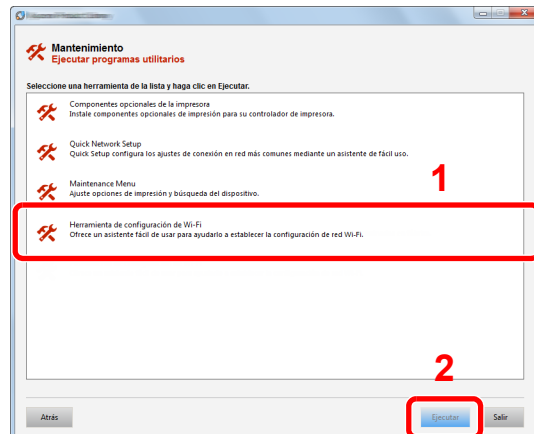 Mantenimiento
Ejecutar programas utilitarios
Seleccione una herramienta de la lista y haga clic en Ejecutar.
Componentes opcionales de la impresora
Instale componentes opcionales de impresión para su controlador de impresora.
Quick Network Setup
Quick Setup configura los ajustes de conexión en red más comunes mediante un asistente de fácil uso.
1
Maintenance Menu
Ajuste opciones de impresión y búsqueda del dispositivo.
Herramienta de configuración de Wi-Fi
Ofrece un asistente fácil de usar para ayudarlo a establecer la configuración de red Wi-Fi.
2
Atrás
Ejecutar
Salir